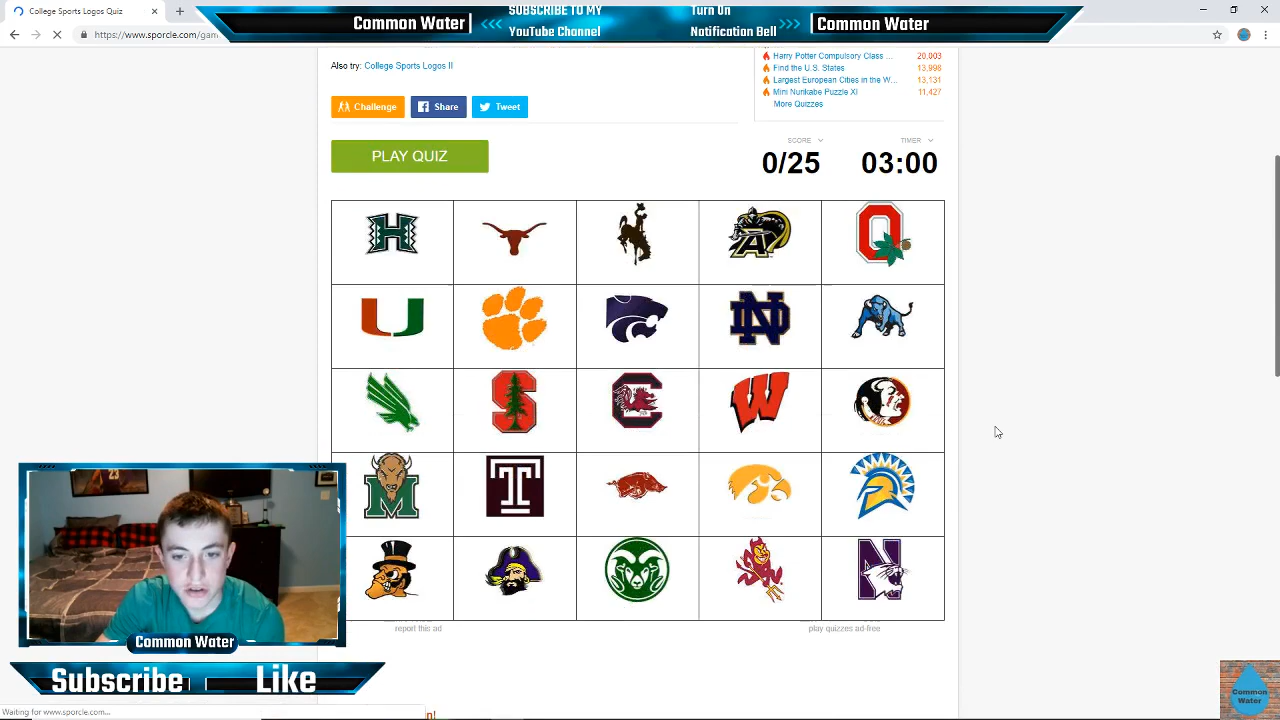 College Sports Logos Quiz
https://www.sporcle.com/gam
Common Water
SUBSCRIBE TO MY
YouTube Channel
Turn On
Notification Bell
Common Water
Also try: College Sports Logos II
Harry Potter Compulsory Class ... 20,003
Find the U.S. States 13,998
Largest European Cities in the W... 13,131
Mini Nurikabe Puzzle XI 11,427
More Quizzes
Challenge
Share
Tweet
PLAY QUIZ
SCORE
0/25
TIMER
03:00
H
A
O
U
ND
S
C
W
M
T
N
23
report this ad
play quizzes ad-free
Common Water
Subscribe
Like
Common
Water
Waiting for www.sporcle.com...
n!